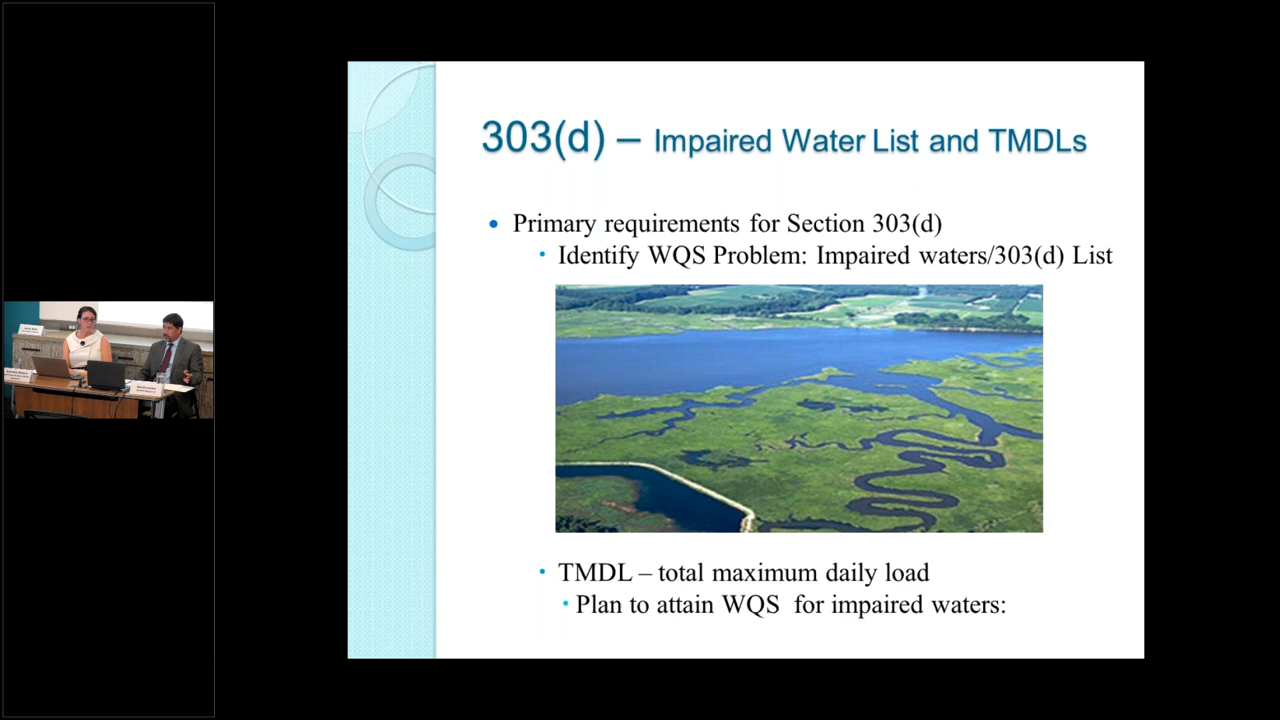 303(d) – Impaired Water List and TMDLs
• Primary requirements for Section 303(d)
• Identify WQS Problem: Impaired waters/303(d) List
• TMDL – total maximum daily load
• Plan to attain WQS for impaired waters: